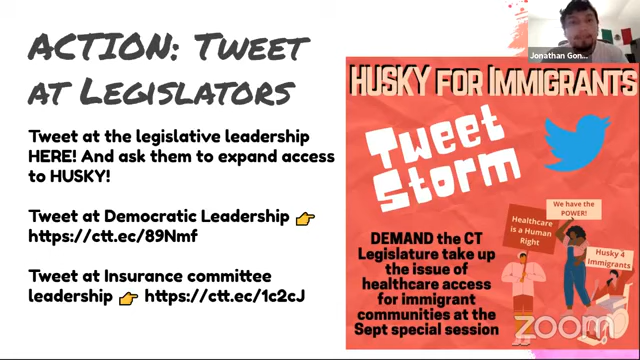 ACTION: TWEET
AT LEGISLATORS
Tweet at the legislative leadership
HERE! And ask them to expand access
to HUSKY!
Tweet at Democratic Leadership 👉
https://ctt.ec/89Nmf
Tweet at Insurance committee
leadership 👉 https://ctt.ec/1c2cJ
Jonathan Gon...
HUSKY FOR IMMIGRANTS
Tweet
Storm
DEMAND the CT
Legislature take up
the issue of
healthcare access
for immigrant
communities at the
Sept special session
We have the
POWER!
Healthcare
is a Human
Right
Husky 4
Immigrants
zoom